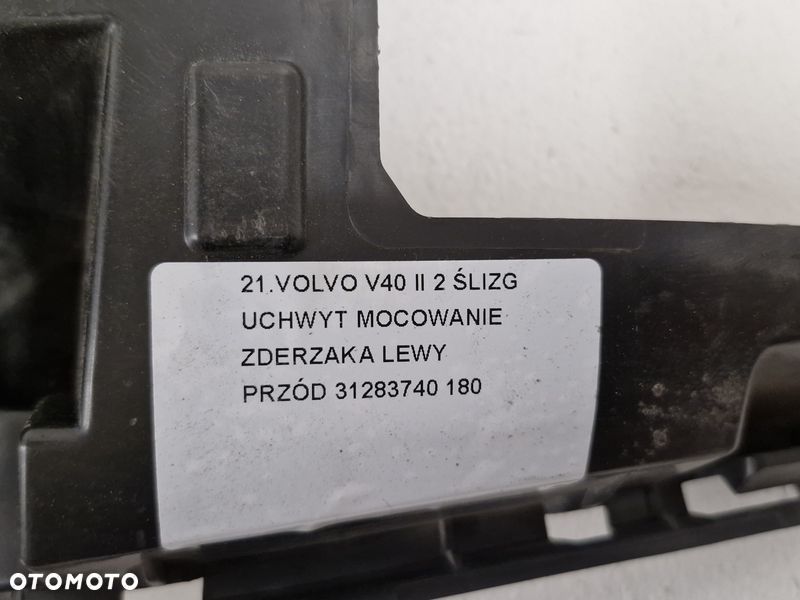 21.VOLVO V40 II 2 ŚLIZG
UCHWYT MOCOWANIE
ZDERZAKA LEWY
PRZÓD 31283740 180
OTOMOTO